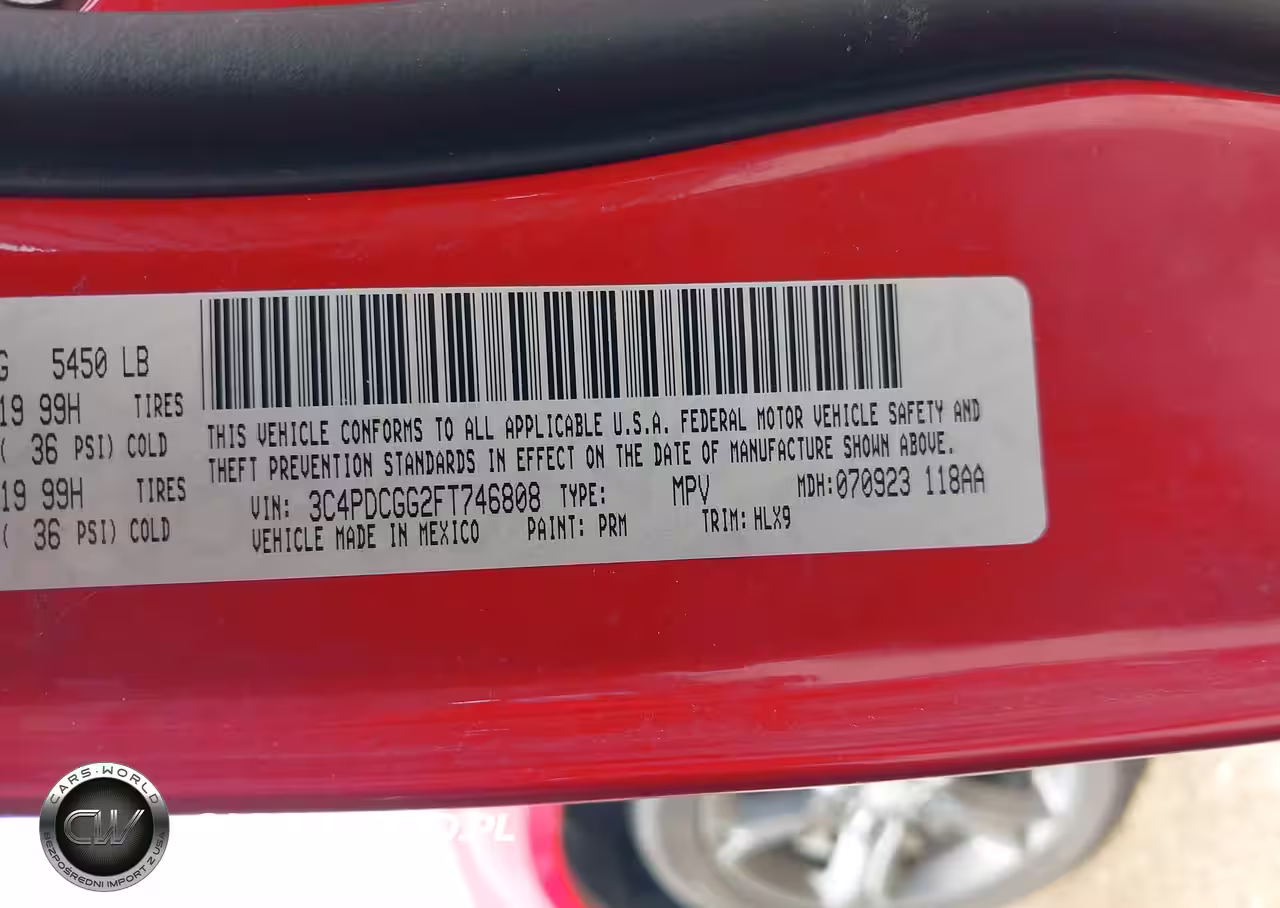 5450 LB
19 99H TIRES
( 36 PSI) COLD
19 99H TIRES
( 36 PSI) COLD
THIS VEHICLE CONFORMS TO ALL APPLICABLE U.S.A. FEDERAL MOTOR VEHICLE SAFETY AND
THEFT PREVENTION STANDARDS IN EFFECT ON THE DATE OF MANUFACTURE SHOWN ABOVE.
VIN: 3C4PDCGG2FT746808 TYPE: MPV MDH:070923 118AA
VEHICLE MADE IN MEXICO PAINT: PRM TRIM: HLX9
CARS-WORLD
CW
BEZPOŚREDNI IMPORT Z USA
.PL